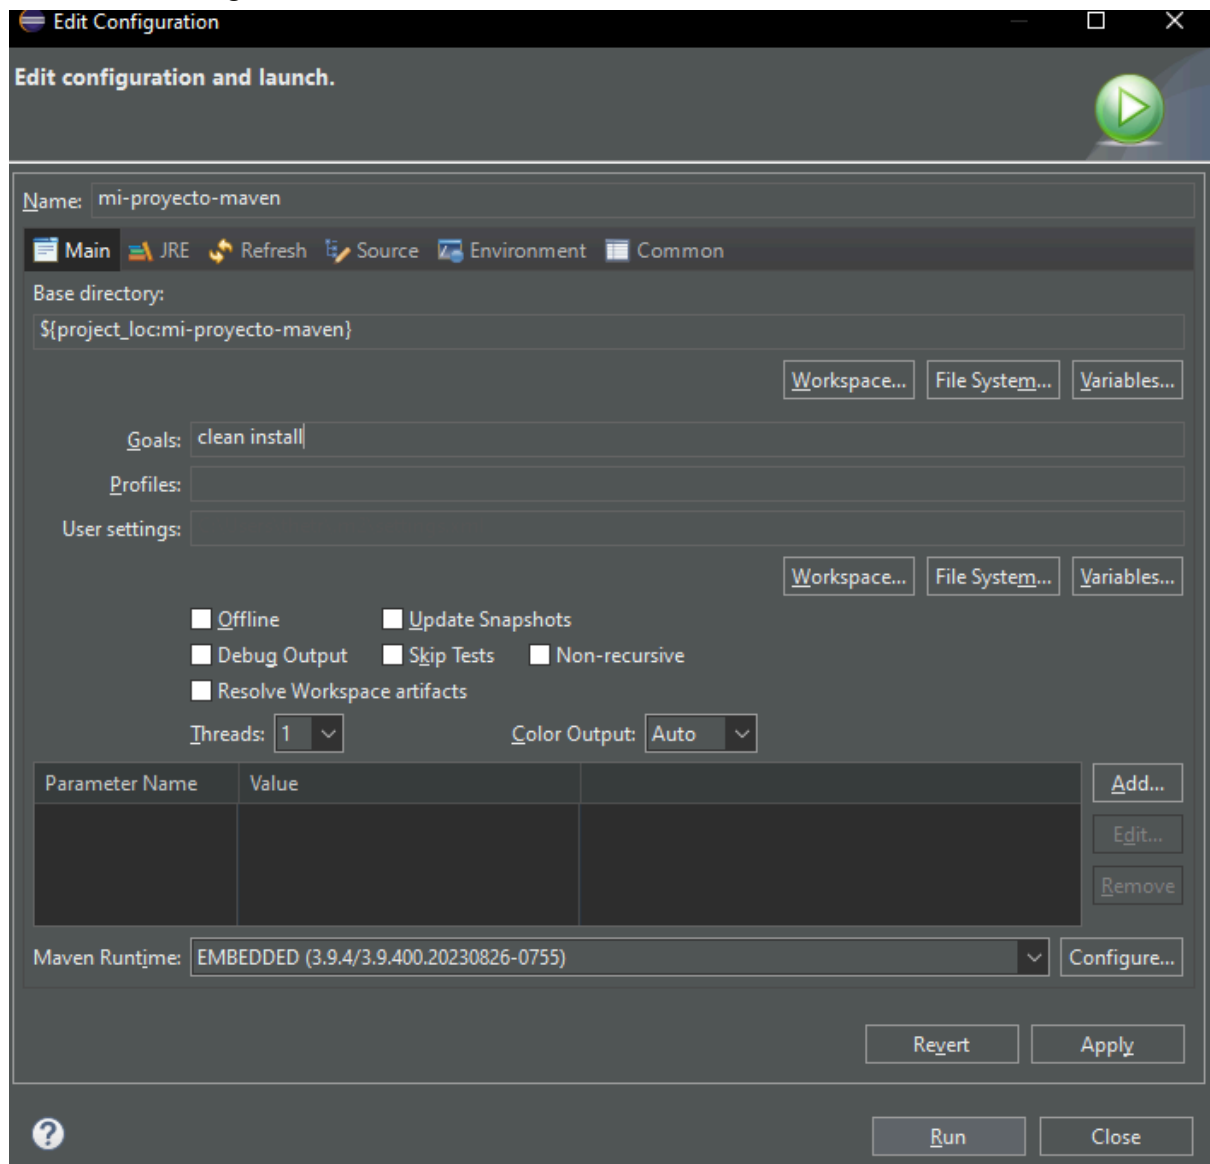 Edit Configuration
Edit configuration and launch.
Name: mi-proyecto-maven
Main JRE Refresh Source Environment Common
Base directory:
${project_loc:mi-proyecto-maven}
Workspace... File System... Variables...
Goals: clean install
Profiles:
User settings:
Workspace... File System... Variables...
Offline Update Snapshots
Debug Output Skip Tests Non-recursive
Resolve Workspace artifacts
Threads: 1 Color Output: Auto
Parameter Name Value Add...
Edit...
Remove
Maven Runtime: EMBEDDED (3.9.4/3.9.400.20230826-0755) Configure...
Revert Apply
Run Close